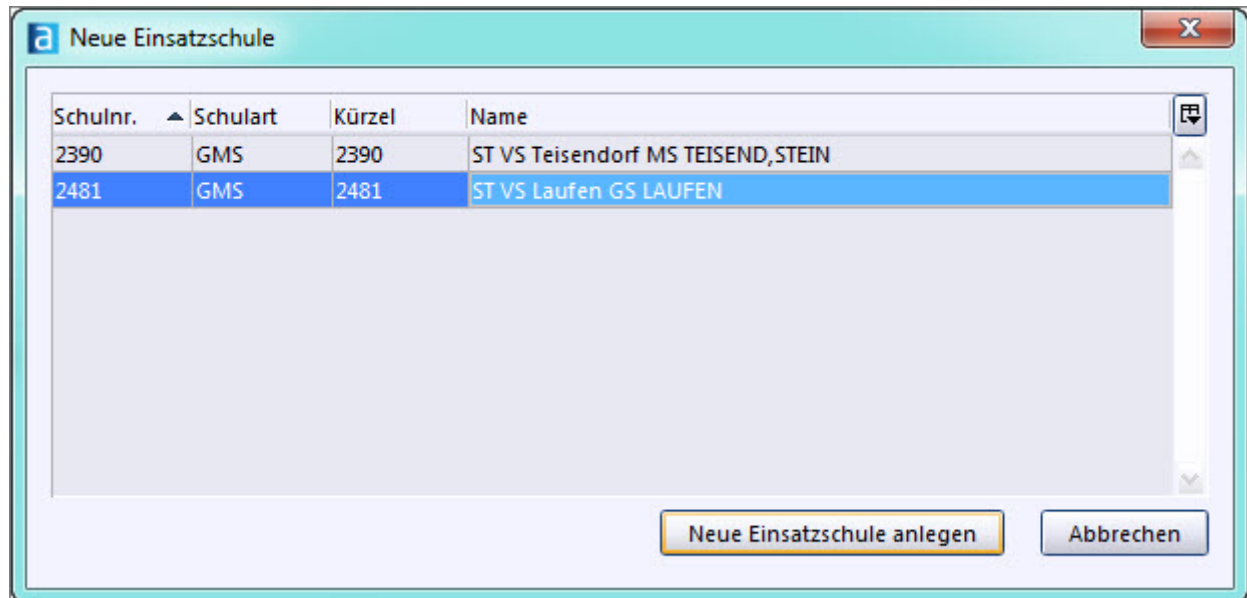 Neue Einsatzschule
Schulnr. Schulart Kürzel Name
2390 GMS 2390 ST VS Teisendorf MS TEISEND,STEIN
2481 GMS 2481 ST VS Laufen GS LAUFEN
Neue Einsatzschule anlegen Abbrechen